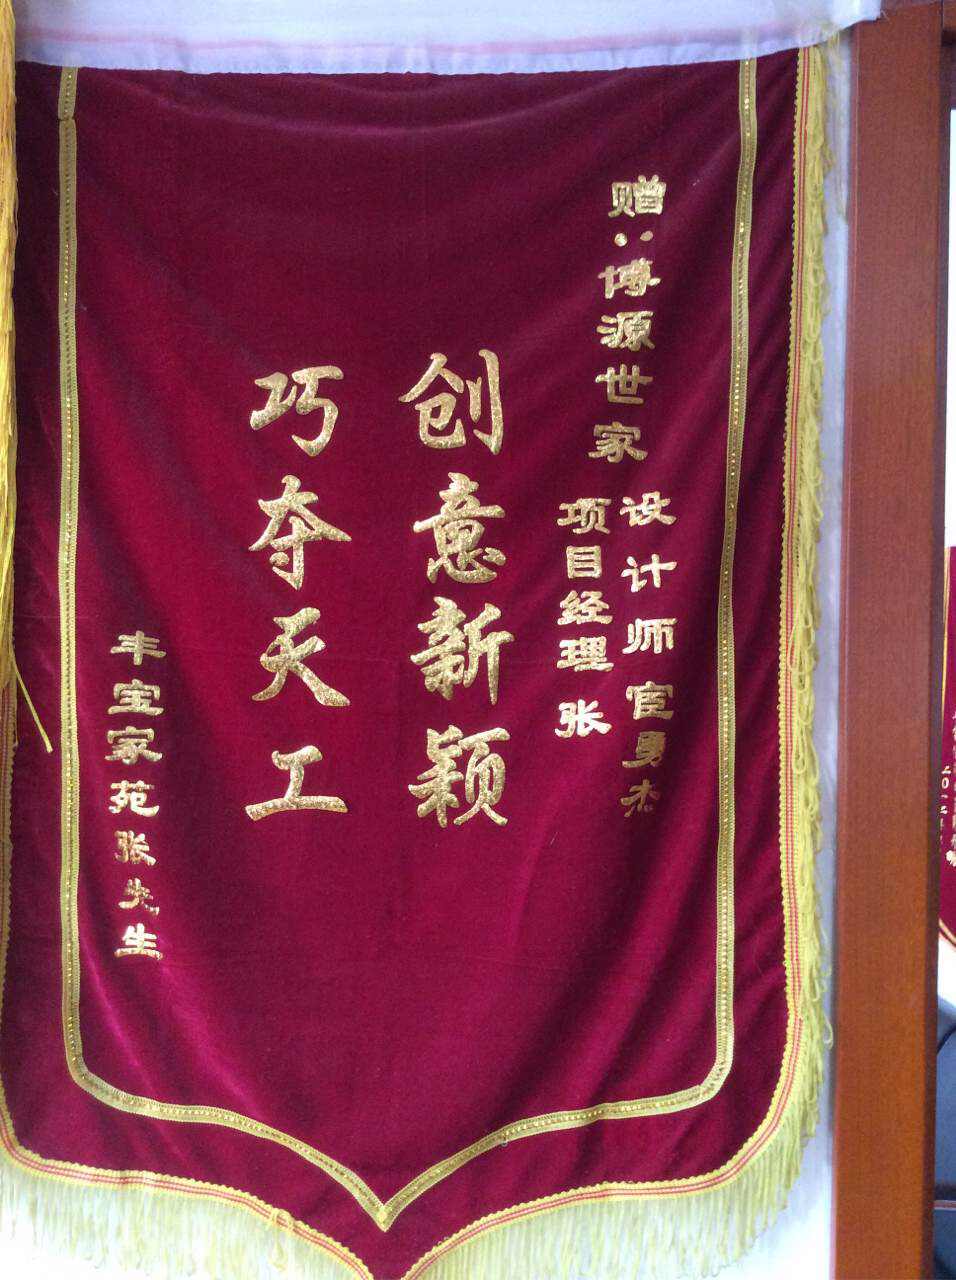 赠:博源世家
设计师 宦勇杰
项目经理 张
创意新颖
巧夺天工
丰宝家苑张先生